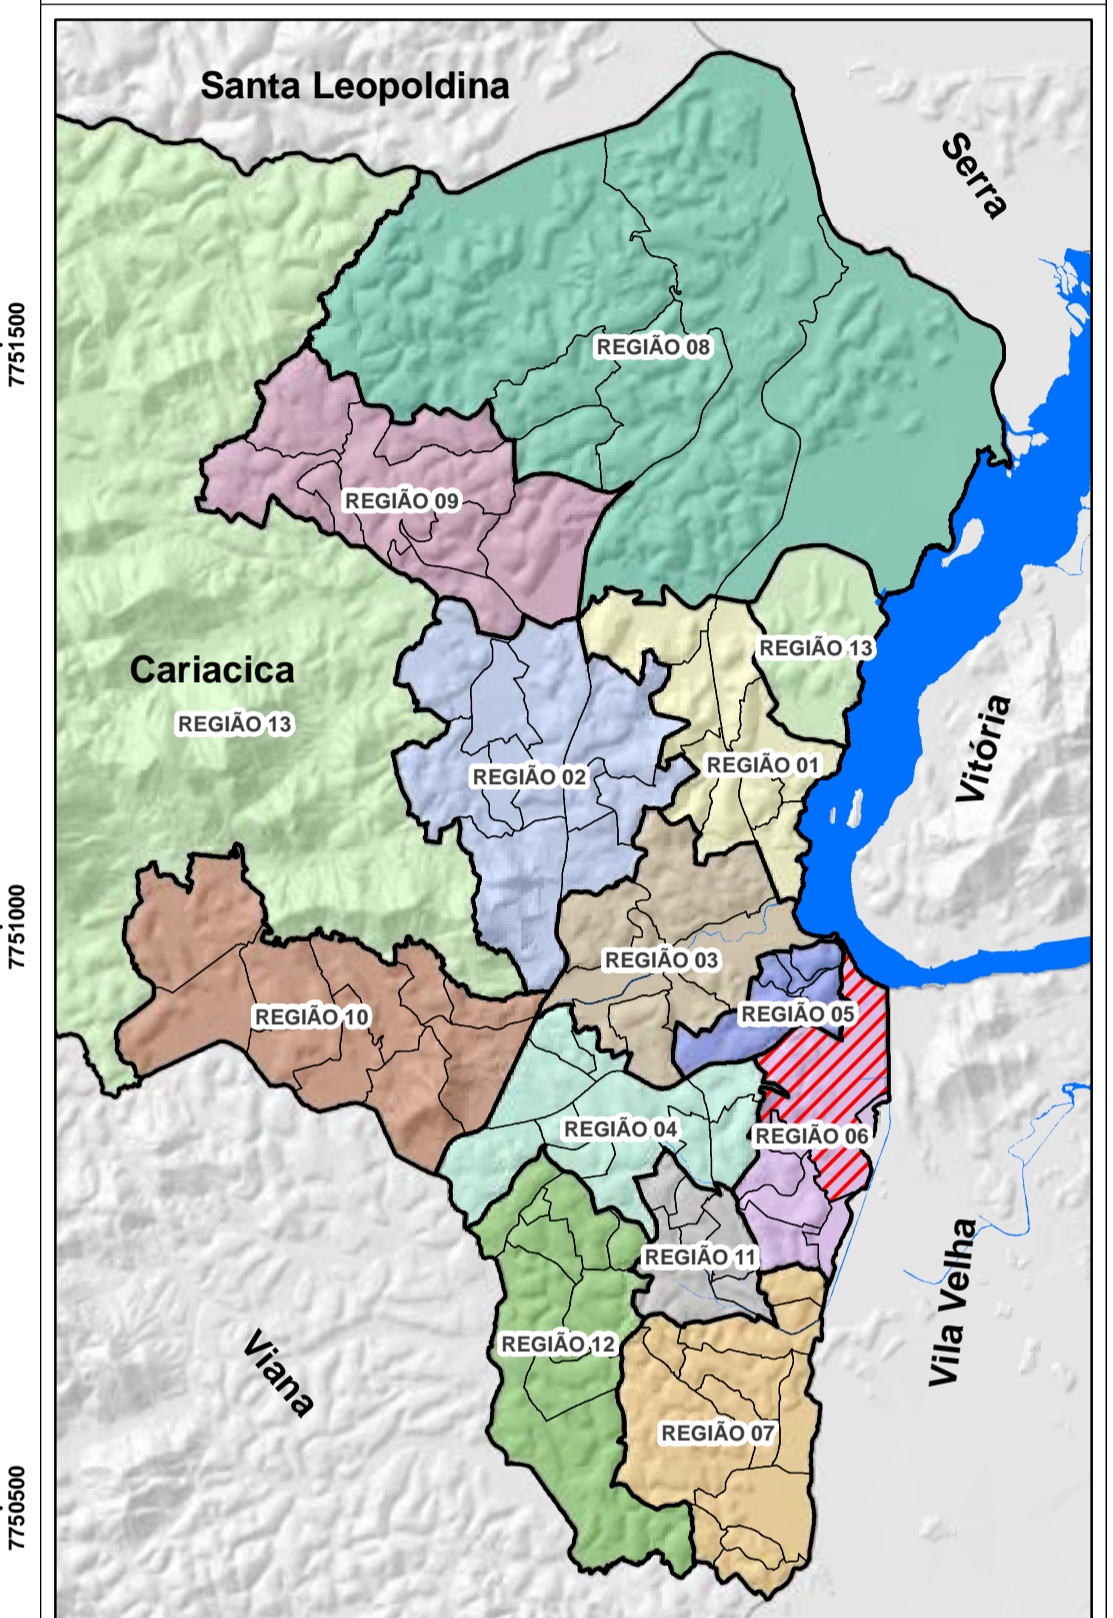 Santa Leopoldina
Serra
7751500
REGIÃO 08
REGIÃO 09
REGIÃO 13
Cariacica
REGIÃO 13
Vitória
REGIÃO 01
REGIÃO 02
7751000
REGIÃO 03
REGIÃO 05
REGIÃO 10
REGIÃO 04
REGIÃO 06
REGIÃO 11
Vila Velha
REGIÃO 12
Viana
REGIÃO 07
7750500